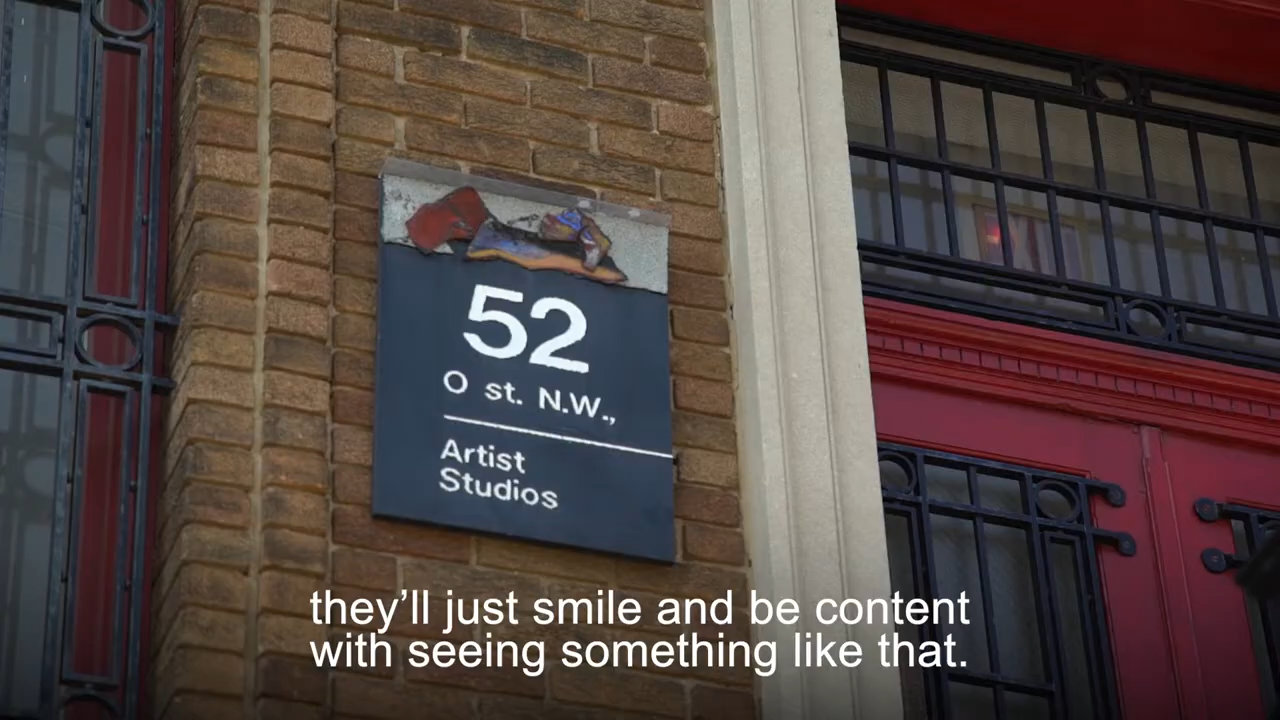 52
O st. N.W.,
Artist
Studios
they’ll just smile and be content
with seeing something like that.